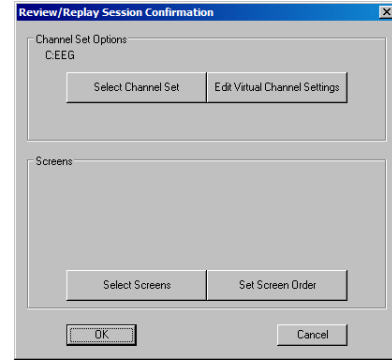 Review/Replay Session Confirmation
Channel Set Options
C:EEG
Select Channel Set
Edit Virtual Channel Settings
Screens
Select Screens
Set Screen Order
OK
Cancel